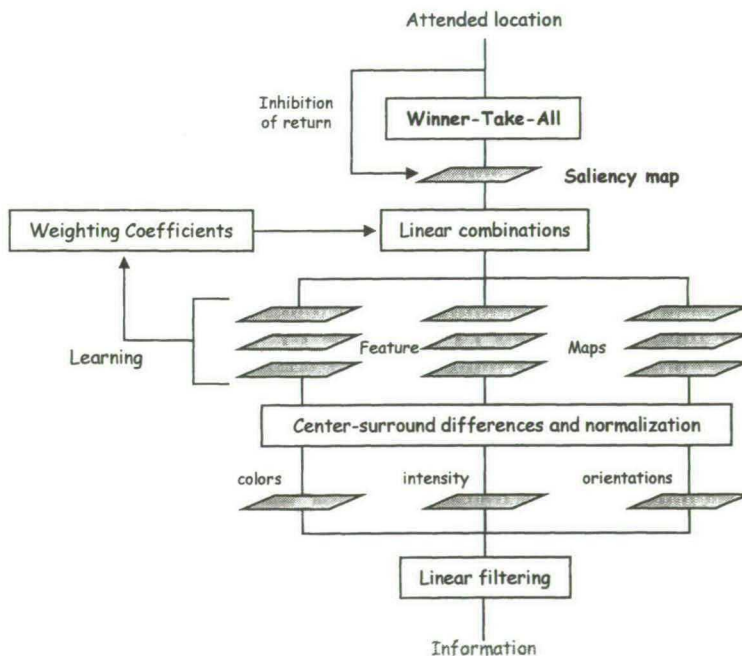 Attended location
Inhibition
of return
Winner-Take-All
Saliency map
Weighting Coefficients
Linear combinations
Learning
Feature
Maps
Center-surround differences and normalization
colors
intensity
orientations
Linear filtering
Information